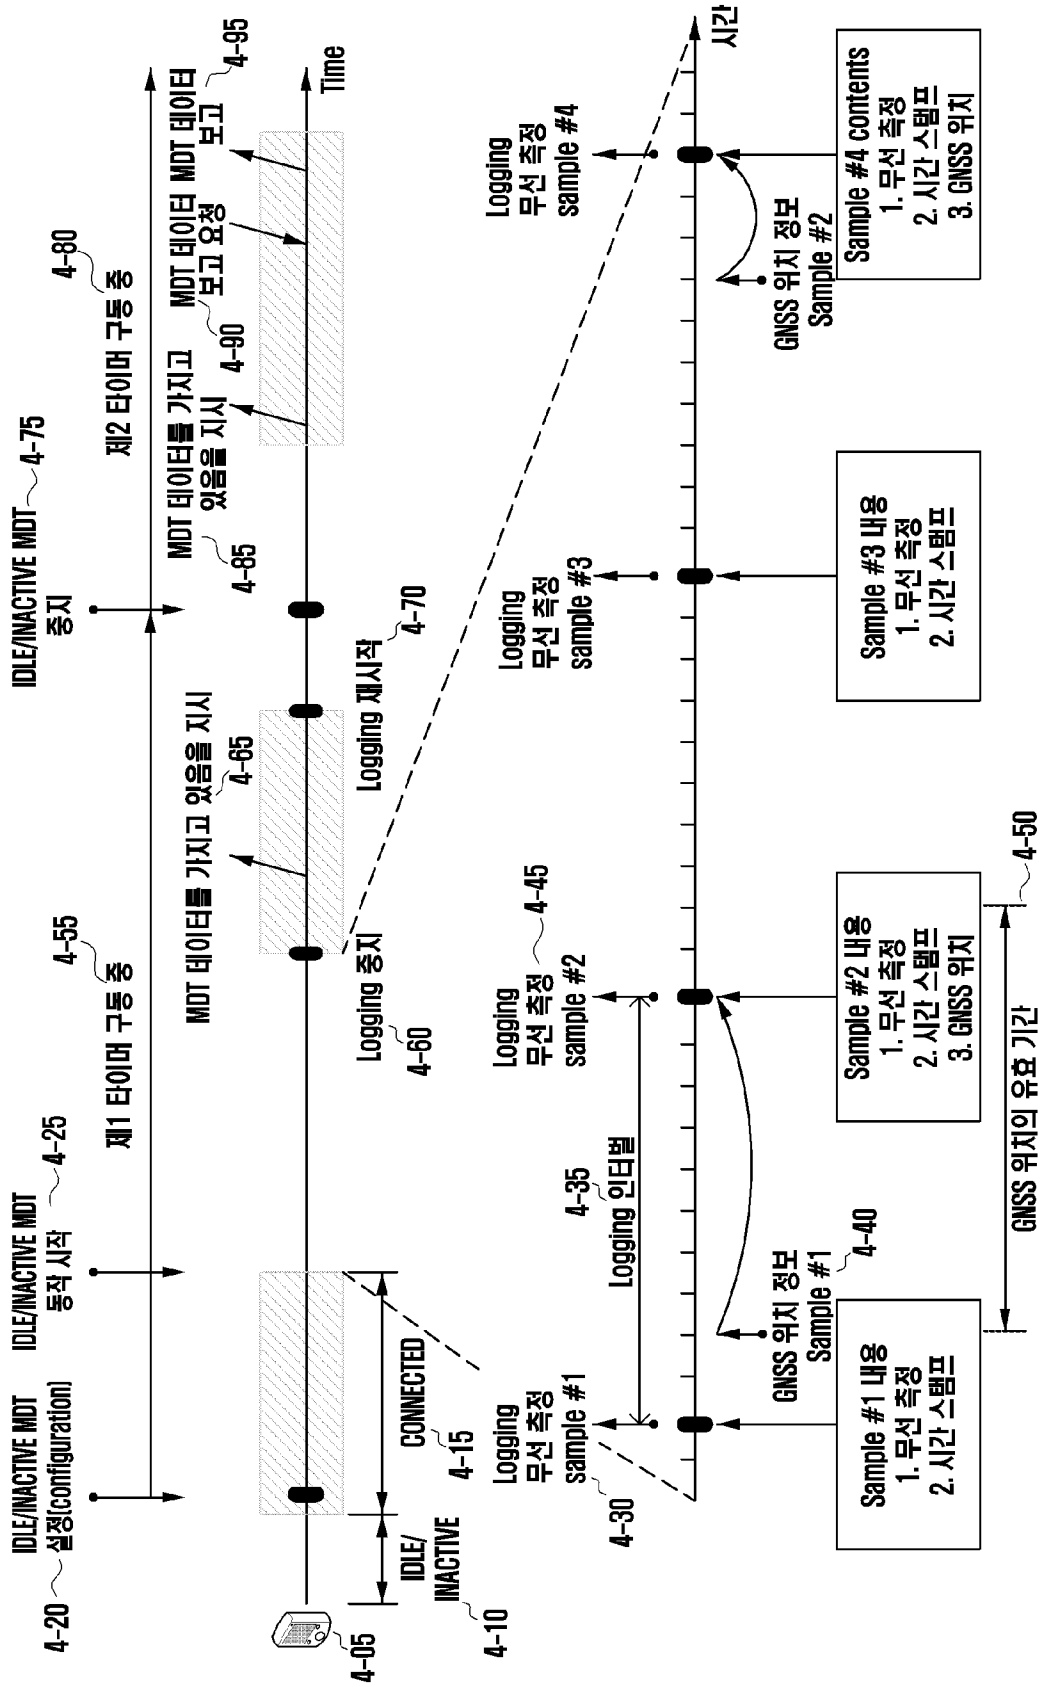 IDLE/INACTIVE MDT
설정(configuration)
4-20
IDLE/INACTIVE MDT
동작 시작
4-25
IDLE/INACTIVE MDT
중지
4-75
제1 타이머 구동 중
4-55
제2 타이머 구동 중
4-80
MDT 데이터를 가지고 있음을 지시
4-65
MDT 데이터를 가지고
있음을 지시
4-85
MDT 데이터
보고 요청
4-90
MDT 데이터
보고
4-95
Time
4-05
IDLE/
INACTIVE
4-10
CONNECTED
4-15
Logging 중지
4-60
Logging 재시작
4-70
Logging
무선 측정
sample #1
4-30
4-35
Logging 인터벌
Logging
무선 측정
sample #2
4-45
Logging
무선 측정
sample #3
Logging
무선 측정
sample #4
시간
GNSS 위치 정보
Sample #1
4-40
GNSS 위치 정보
Sample #2
Sample #1 내용
1. 무선 측정
2. 시간 스탬프
Sample #2 내용
1. 무선 측정
2. 시간 스탬프
3. GNSS 위치
Sample #3 내용
1. 무선 측정
2. 시간 스탬프
Sample #4 contents
1. 무선 측정
2. 시간 스탬프
3. GNSS 위치
GNSS 위치의 유효 기간
4-50